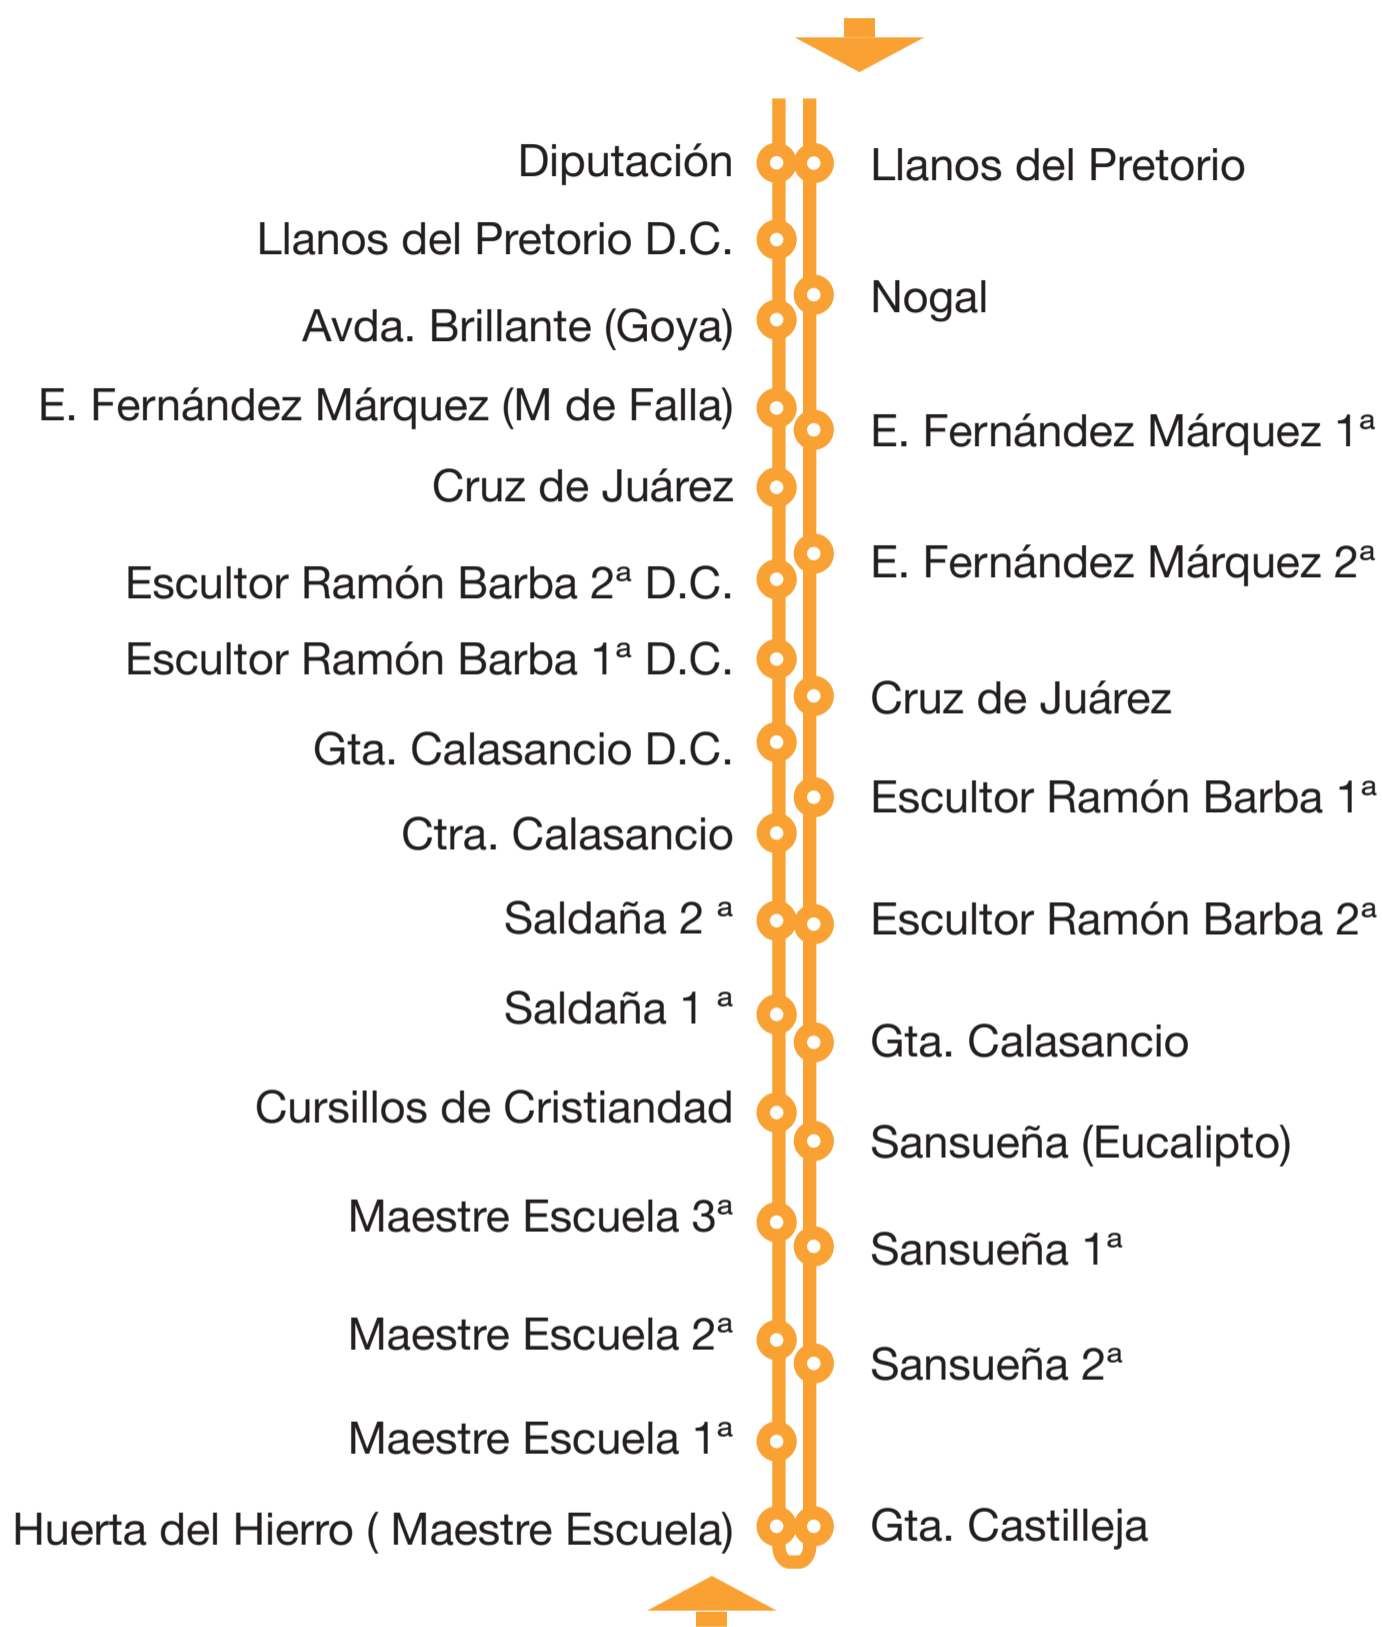 Diputación
Llanos del Pretorio D.C.
Avda. Brillante (Goya)
E. Fernández Márquez (M de Falla)
Cruz de Juárez
Escultor Ramón Barba 2ª D.C.
Escultor Ramón Barba 1ª D.C.
Gta. Calasancio D.C.
Ctra. Calasancio
Saldaña 2 ª
Saldaña 1 ª
Cursillos de Cristiandad
Maestre Escuela 3ª
Maestre Escuela 2ª
Maestre Escuela 1ª
Huerta del Hierro ( Maestre Escuela)
Llanos del Pretorio
Nogal
E. Fernández Márquez 1ª
E. Fernández Márquez 2ª
Cruz de Juárez
Escultor Ramón Barba 1ª
Escultor Ramón Barba 2ª
Gta. Calasancio
Sansueña (Eucalipto)
Sansueña 1ª
Sansueña 2ª
Gta. Castilleja